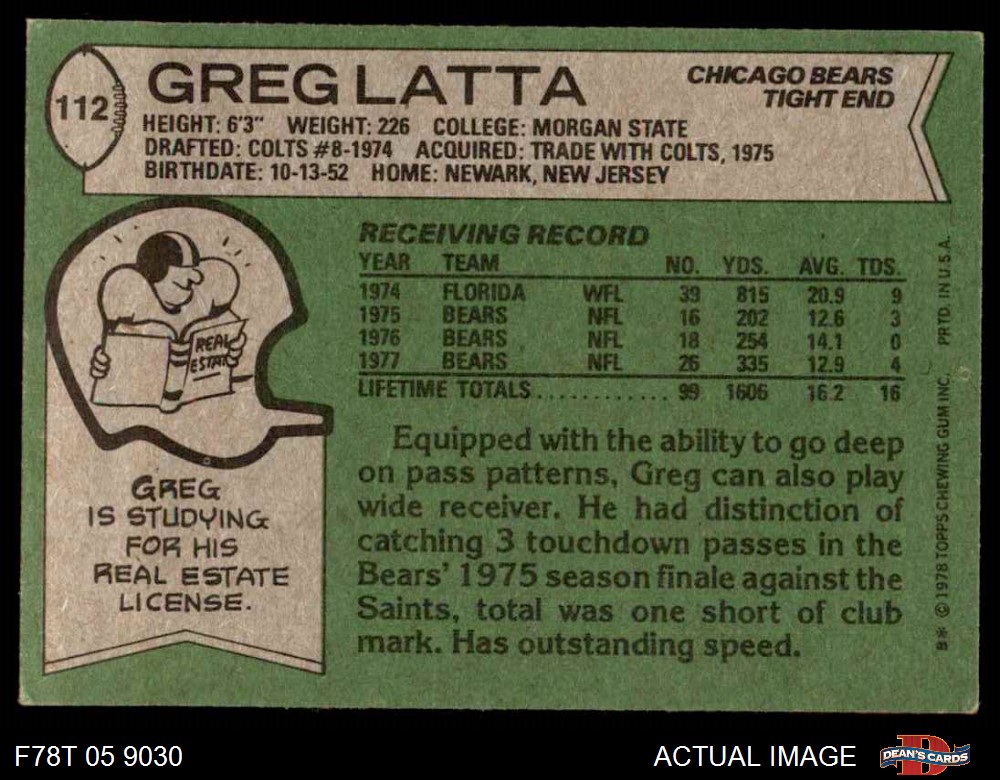 112
GREG LATTA
CHICAGO BEARS
TIGHT END
HEIGHT: 6'3" WEIGHT: 226 COLLEGE: MORGAN STATE
DRAFTED: COLTS #8-1974 ACQUIRED: TRADE WITH COLTS, 1975
BIRTHDATE: 10-13-52 HOME: NEWARK, NEW JERSEY
REAL
ESTATE
GREG
IS STUDYING
FOR HIS
REAL ESTATE
LICENSE.
RECEIVING RECORD
YEAR TEAM NO. YDS. AVG. TDS.
1974 FLORIDA WFL 39 815 20.9 9
1975 BEARS NFL 16 202 12.6 3
1976 BEARS NFL 18 254 14.1 0
1977 BEARS NFL 26 335 12.9 4
LIFETIME TOTALS............ 99 1606 16.2 16
Equipped with the ability to go deep
on pass patterns, Greg can also play
wide receiver. He had distinction of
catching 3 touchdown passes in the
Bears' 1975 season finale against the
Saints, total was one short of club
mark. Has outstanding speed.
B* © 1978 TOPPS CHEWING GUM INC. PRTD. IN U.S.A.
F78T 05 9030
ACTUAL IMAGE
D
DEAN'S CARDS